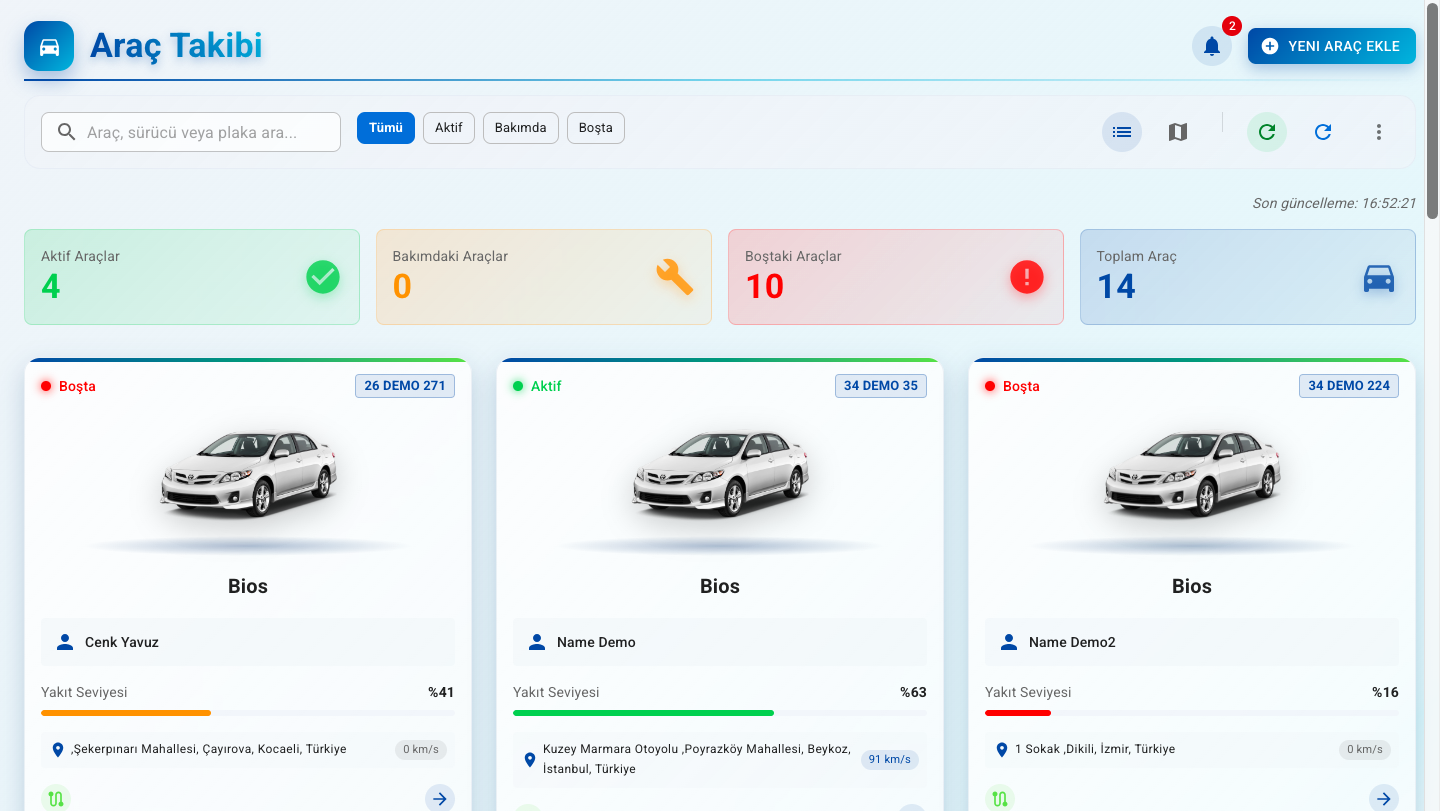 Araç Takibi
2
YENI ARAÇ EKLE
Araç, sürücü veya plaka ara...
Tümü
Aktif
Bakımda
Boşta
Son güncelleme: 16:52:21
Aktif Araçlar
4
Bakımdaki Araçlar
0
Boştaki Araçlar
10
Toplam Araç
14
Boşta
26 DEMO 271
Bios
Cenk Yavuz
Yakıt Seviyesi
%41
,Şekerpınarı Mahallesi, Çayırova, Kocaeli, Türkiye
0 km/s
Aktif
34 DEMO 35
Bios
Name Demo
Yakıt Seviyesi
%63
Kuzey Marmara Otoyolu ,Poyrazköy Mahallesi, Beykoz,
İstanbul, Türkiye
91 km/s
Boşta
34 DEMO 224
Bios
Name Demo2
Yakıt Seviyesi
%16
1 Sokak ,Dikili, İzmir, Türkiye
0 km/s